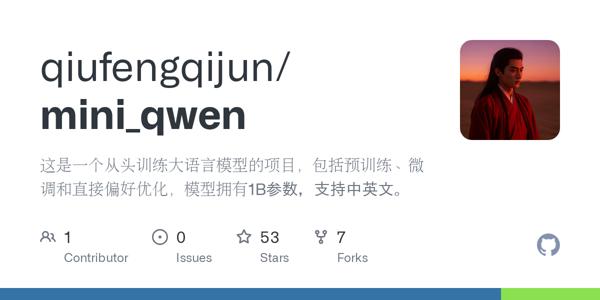 qiufengqijun/
mini_qwen
这是一个从头训练大语言模型的项目，包括预训练、微
调和直接偏好优化，模型拥有1B参数，支持中英文。
1 0 53 7
Contributor Issues Stars Forks